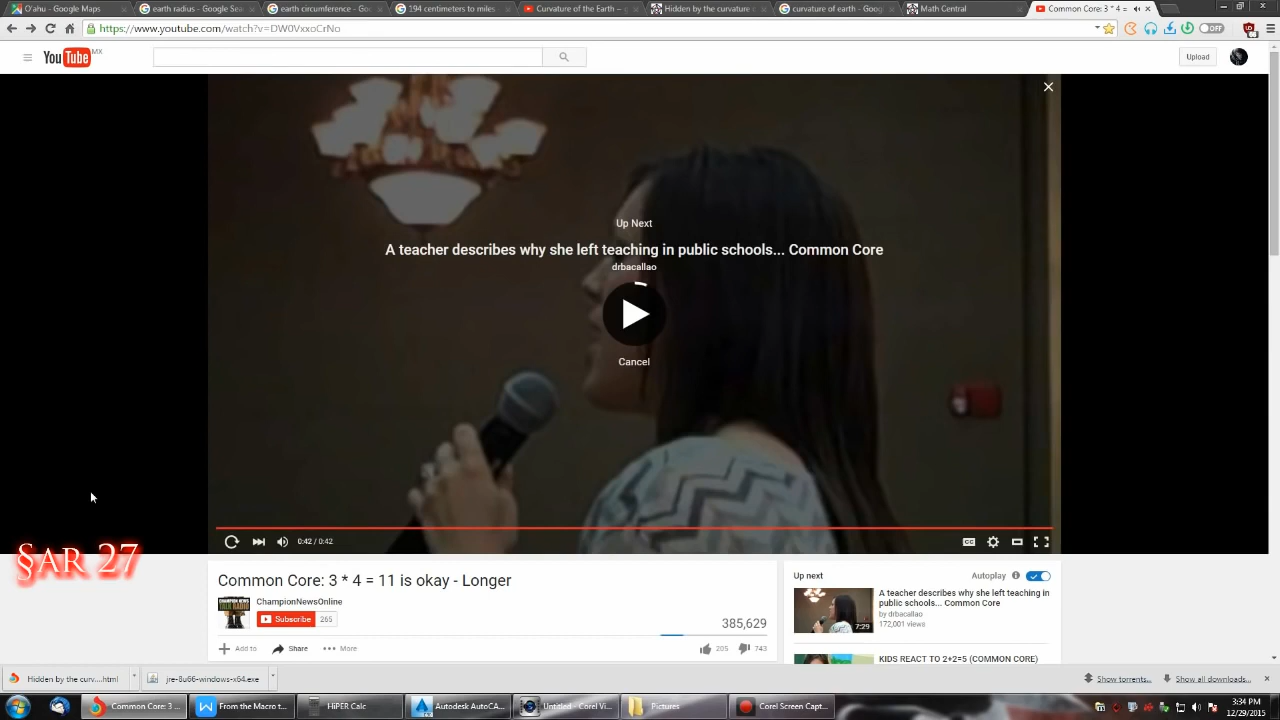 O'ahu - Google Maps
earth radius - Google Sea
earth circumference - Goo
194 centimeters to miles
Curvature of the Earth –
Hidden by the curvature
curvature of earth - Goog
Math Central
Common Core: 3 * 4 =
https://www.youtube.com/watch?v=DW0VxxoCrNo
OFF
YouTube MX
Upload
Up Next
A teacher describes why she left teaching in public schools... Common Core
drbacallao
Cancel
§AR 27
0:42 / 0:42
CC
Common Core: 3 * 4 = 11 is okay - Longer
ChampionNewsOnline
Subscribe 265
385,629
Add to Share More
205 743
Up next Autoplay
A teacher describes why she left teaching in
public schools... Common Core
by drbacallao
172,001 views
7:29
KIDS REACT TO 2+2=5 (COMMON CORE)
Hidden by the curv....html
jre-8u66-windows-x64.exe
Show torrents...
Show all downloads...
Common Core: 3 ...
From the Macro t...
HiPER Calc
Autodesk AutoCA...
Untitled - Corel Vi...
Pictures
Corel Screen Capt...
3:34 PM
12/29/2015